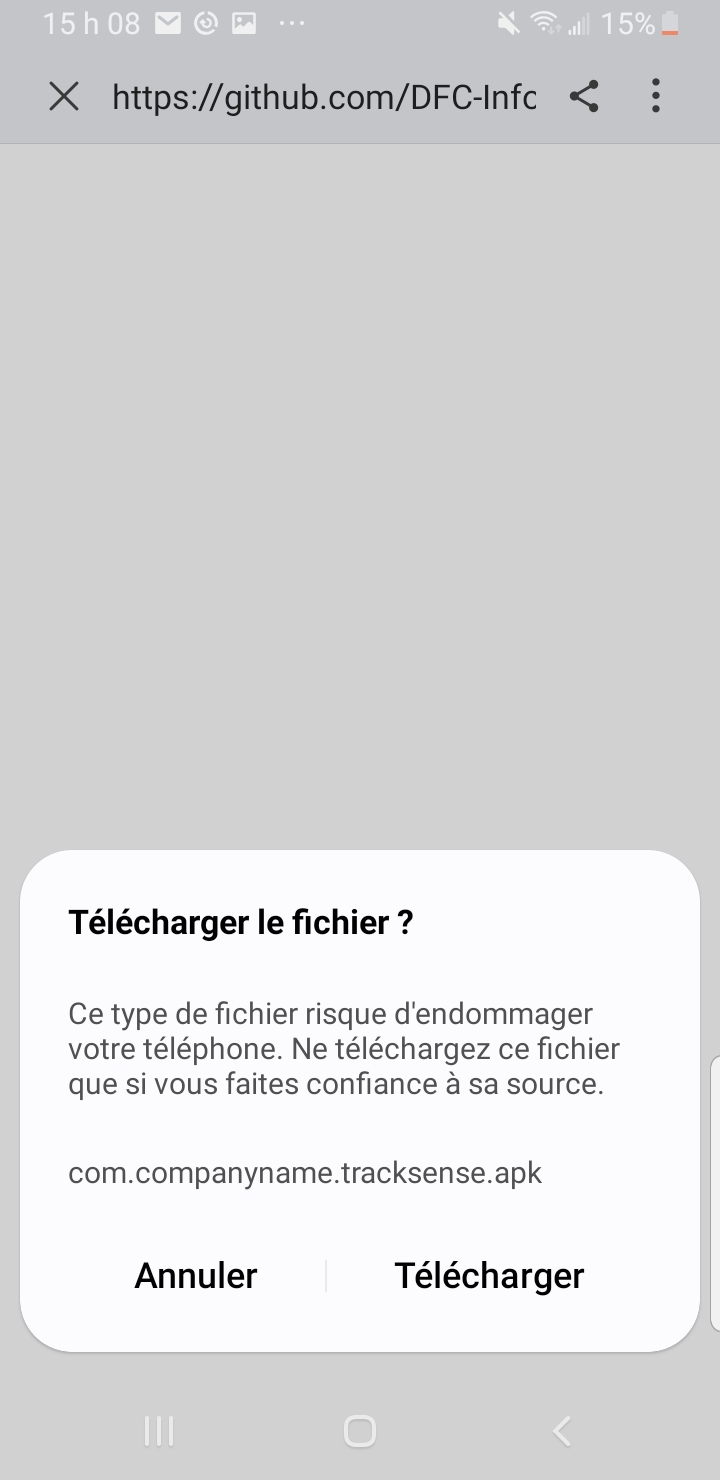 15 h 08
15%
https://github.com/DFC-Info
Télécharger le fichier ?
Ce type de fichier risque d'endommager
votre téléphone. Ne téléchargez ce fichier
que si vous faites confiance à sa source.
com.companyname.tracksense.apk
Annuler
Télécharger